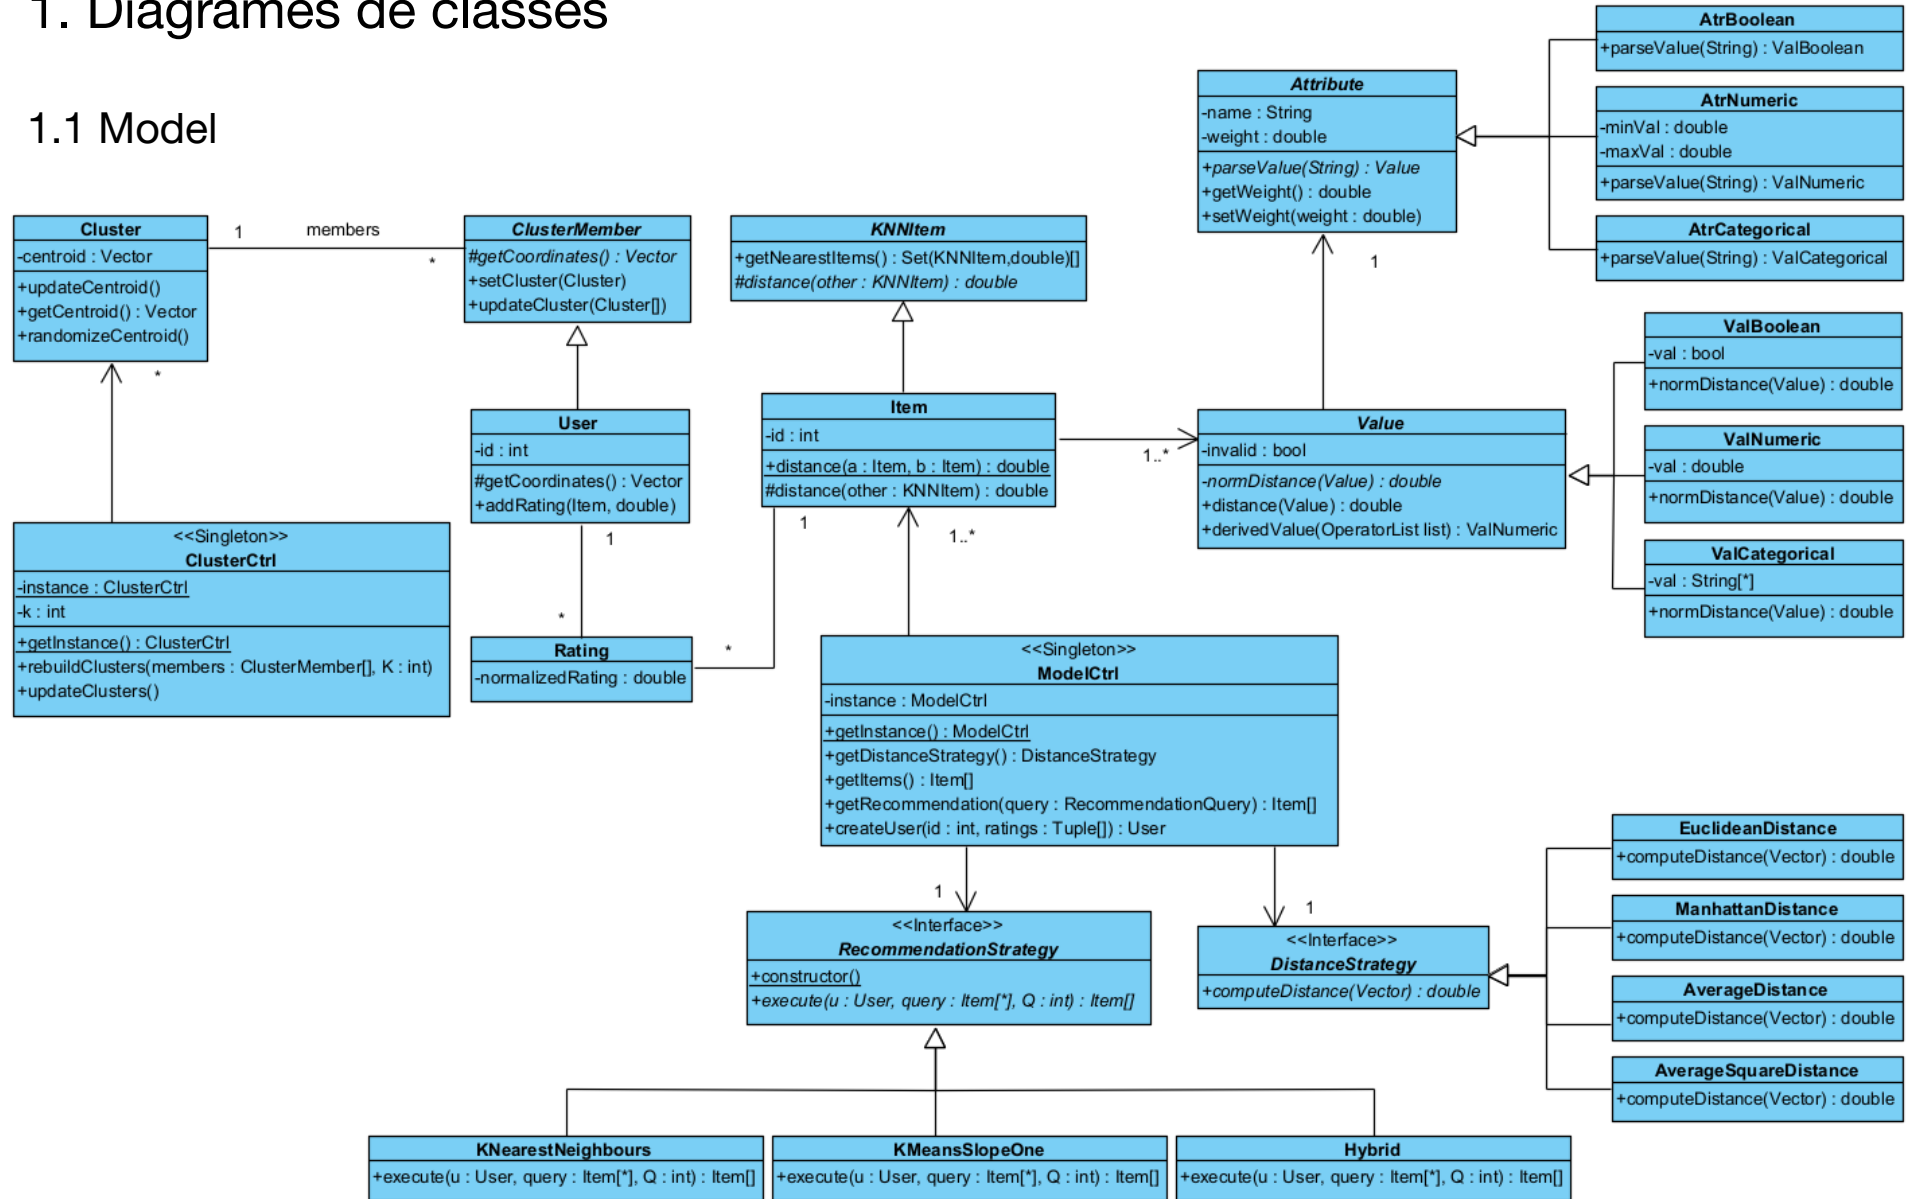 1. Diagrames de classes
1.1 Model
Cluster
-centroid : Vector
+updateCentroid()
+getCentroid() : Vector
+randomizeCentroid()
1
members
*
ClusterMember
#getCoordinates() : Vector
+setCluster(Cluster)
+updateCluster(Cluster[])
KNNItem
+getNearestItems() : Set(KNNItem,double)[]
#distance(other : KNNItem) : double
Attribute
-name : String
-weight : double
+parseValue(String) : Value
+getWeight() : double
+setWeight(weight : double)
AtrBoolean
+parseValue(String) : ValBoolean
AtrNumeric
-minVal : double
-maxVal : double
+parseValue(String) : ValNumeric
AtrCategorical
+parseValue(String) : ValCategorical
1
*
User
-id : int
#getCoordinates() : Vector
+addRating(Item, double)
Item
-id : int
+distance(a : Item, b : Item) : double
#distance(other : KNNItem) : double
1..*
Value
-invalid : bool
-normDistance(Value) : double
+distance(Value) : double
+derivedValue(OperatorList list) : ValNumeric
ValBoolean
-val : bool
+normDistance(Value) : double
ValNumeric
-val : double
+normDistance(Value) : double
ValCategorical
-val : String[*]
+normDistance(Value) : double
<<Singleton>>
ClusterCtrl
-instance : ClusterCtrl
-k : int
+getInstance() : ClusterCtrl
+rebuildClusters(members : ClusterMember[], K : int)
+updateClusters()
1
*
Rating
-normalizedRating : double
*
1
1..*
<<Singleton>>
ModelCtrl
-instance : ModelCtrl
+getInstance() : ModelCtrl
+getDistanceStrategy() : DistanceStrategy
+getItems() : Item[]
+getRecommendation(query : RecommendationQuery) : Item[]
+createUser(id : int, ratings : Tuple[]) : User
1
1
<<Interface>>
RecommendationStrategy
+constructor()
+execute(u : User, query : Item[*], Q : int) : Item[]
<<Interface>>
DistanceStrategy
+computeDistance(Vector) : double
EuclideanDistance
+computeDistance(Vector) : double
ManhattanDistance
+computeDistance(Vector) : double
AverageDistance
+computeDistance(Vector) : double
AverageSquareDistance
+computeDistance(Vector) : double
KNearestNeighbours
+execute(u : User, query : Item[*], Q : int) : Item[]
KMeansSlopeOne
+execute(u : User, query : Item[*], Q : int) : Item[]
Hybrid
+execute(u : User, query : Item[*], Q : int) : Item[]